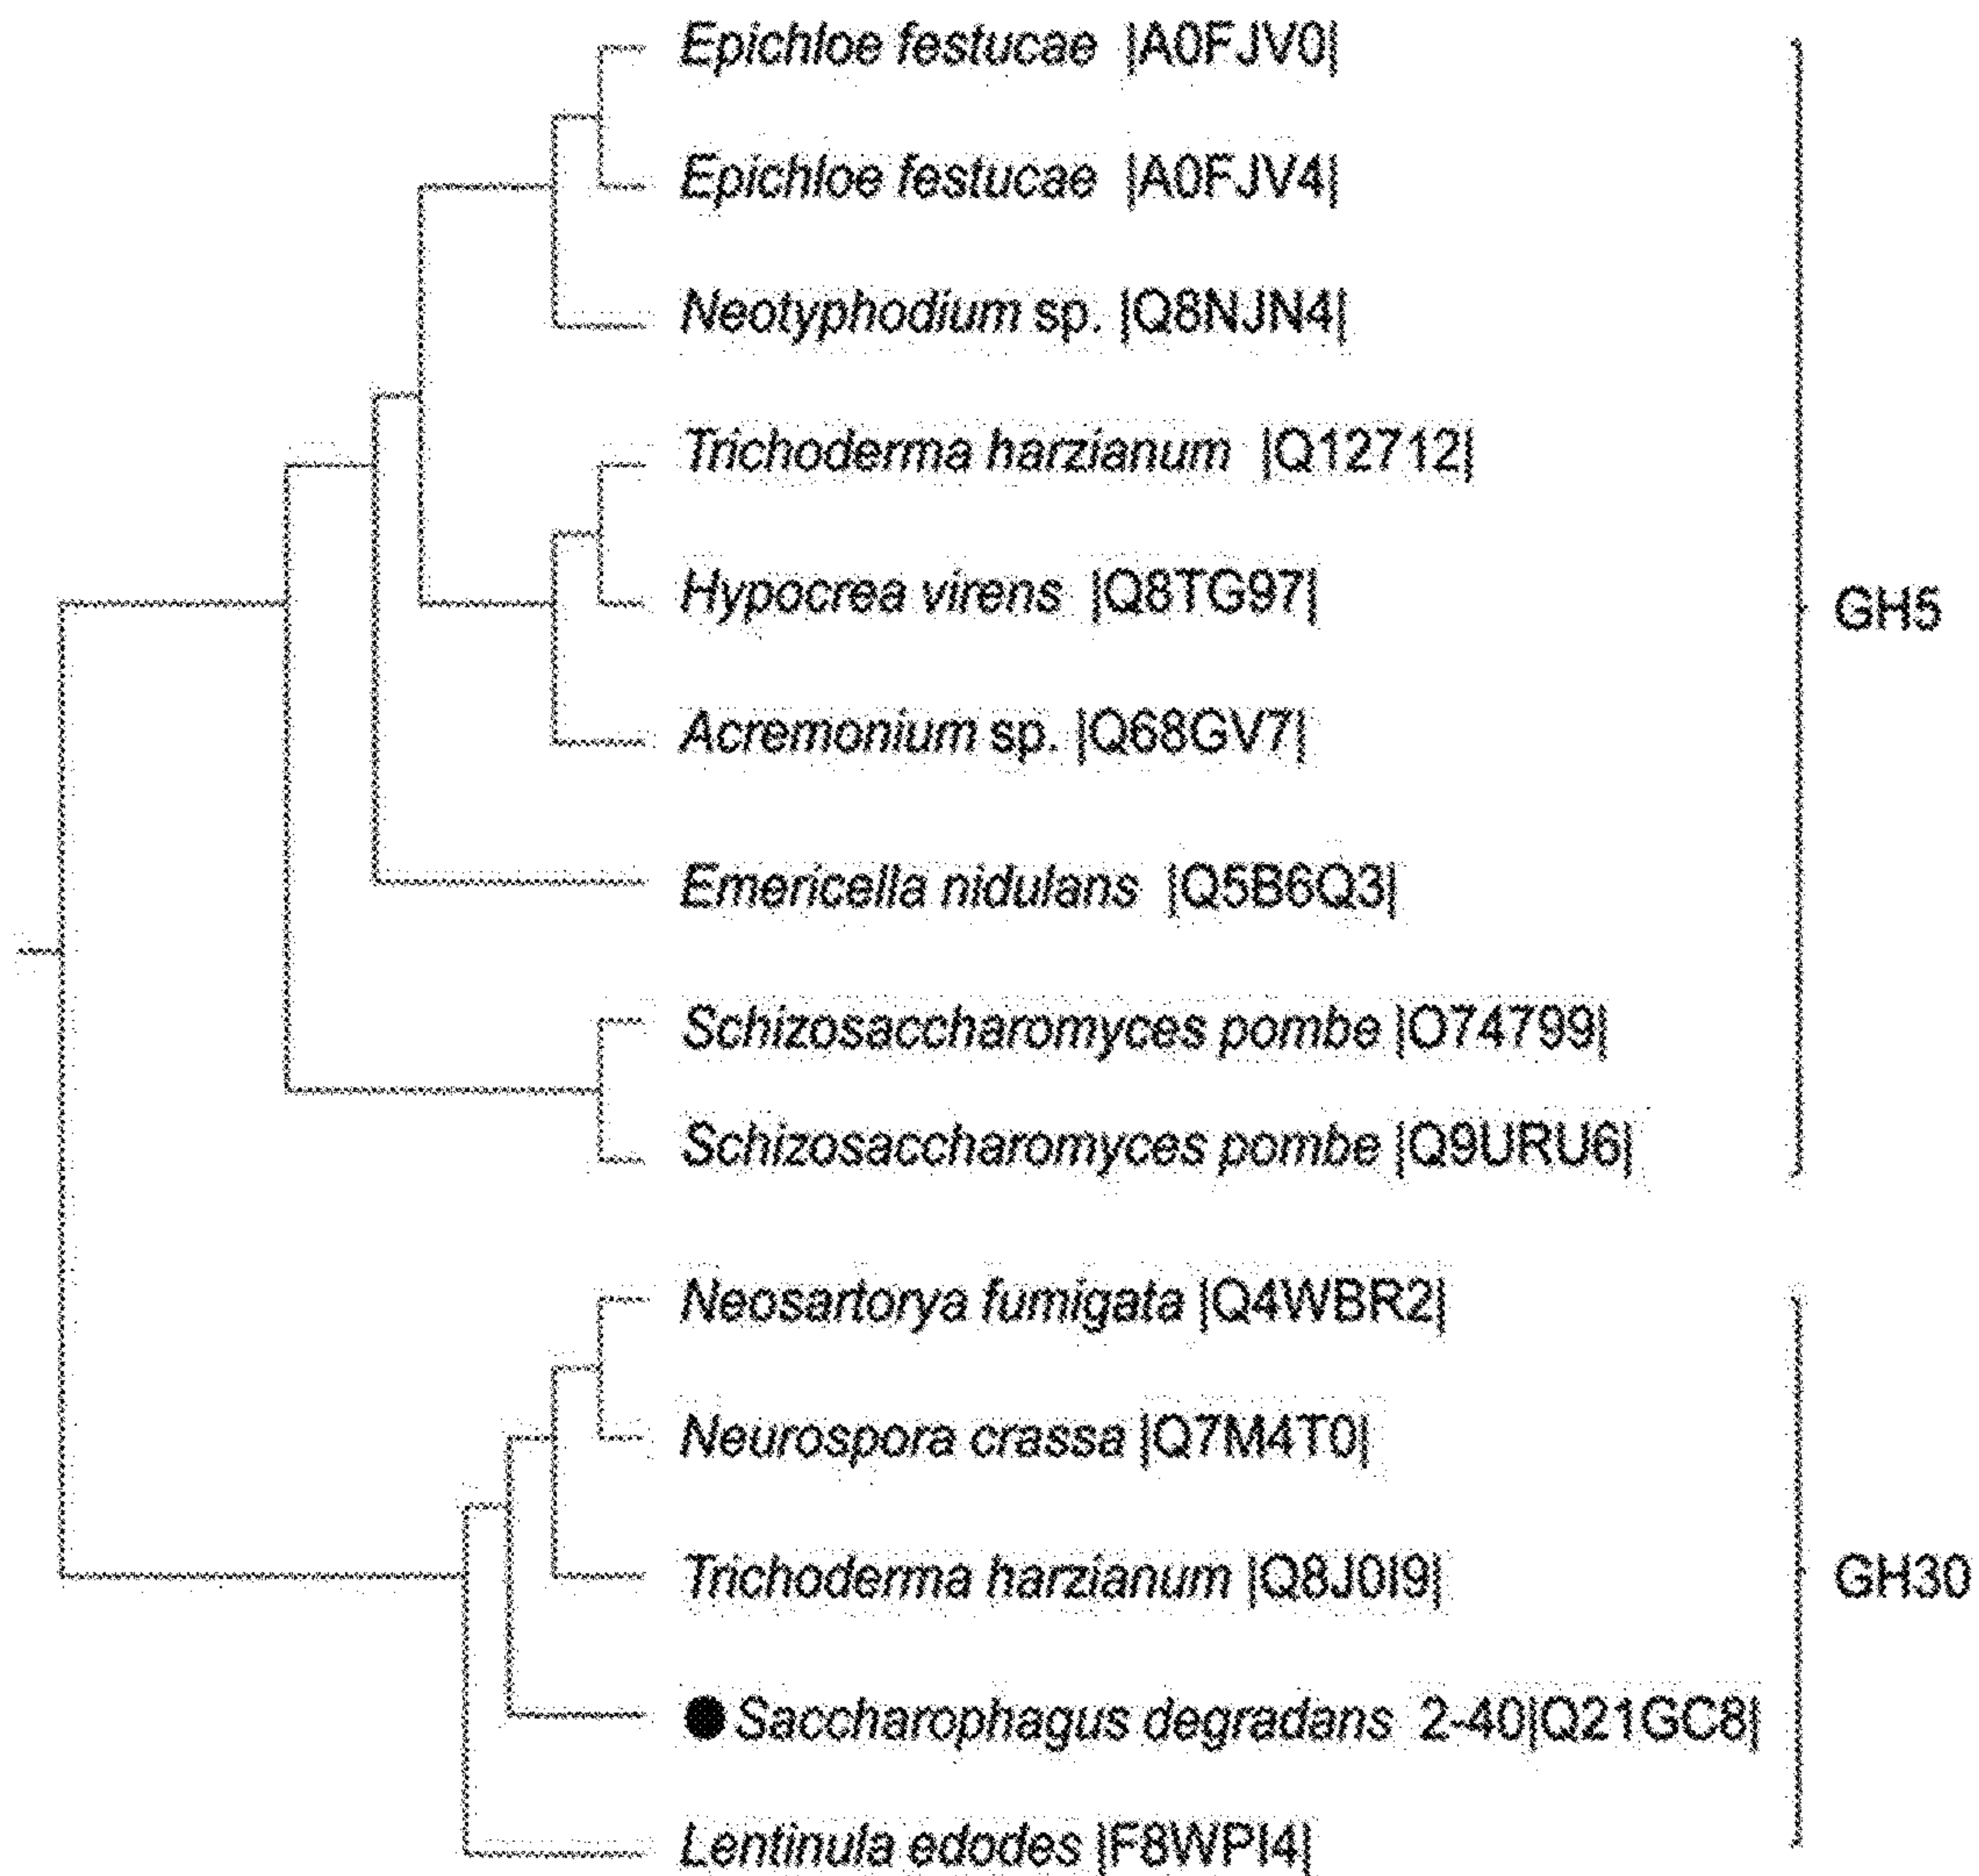 Epichloe festucae |A0FJV0|
Epichloe festucae |A0FJV4|
Neotyphodium sp. |Q8NJN4|
Trichoderma harzianum |Q12712|
Hypocrea virens |Q8TG97|
GH5
Acremonium sp. |Q68GV7|
Emericella nidulans |Q5B6Q3|
Schizosaccharomyces pombe |O74799|
Schizosaccharomyces pombe |Q9URU6|
Neosartorya fumigata |Q4WBR2|
Neurospora crassa |Q7M4T0|
Trichoderma harzianum |Q8J0I9|
GH30
Saccharophagus degradans 2-40|Q21GC8|
Lentinula edodes |F8WPI4|